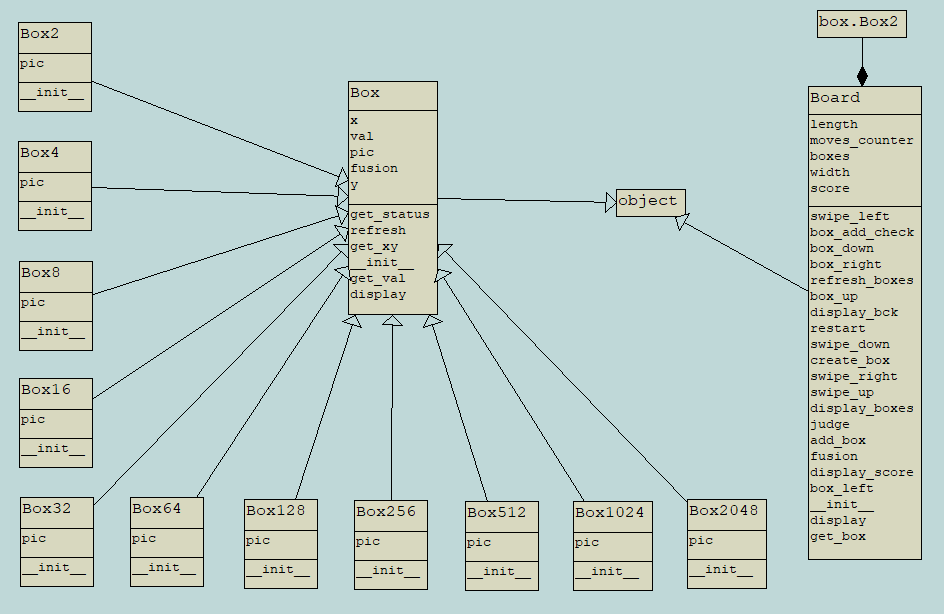 Box2
pic
__init__
Box4
pic
__init__
Box8
pic
__init__
Box16
pic
__init__
Box32
pic
__init__
Box64
pic
__init__
Box128
pic
__init__
Box256
pic
__init__
Box512
pic
__init__
Box1024
pic
__init__
Box2048
pic
__init__
Box
x
val
pic
fusion
y
get_status
refresh
get_xy
__init__
get_val
display
object
box.Box2
Board
length
moves_counter
boxes
width
score
swipe_left
box_add_check
box_down
box_right
refresh_boxes
box_up
display_bck
restart
swipe_down
create_box
swipe_right
swipe_up
display_boxes
judge
add_box
fusion
display_score
box_left
__init__
display
get_box